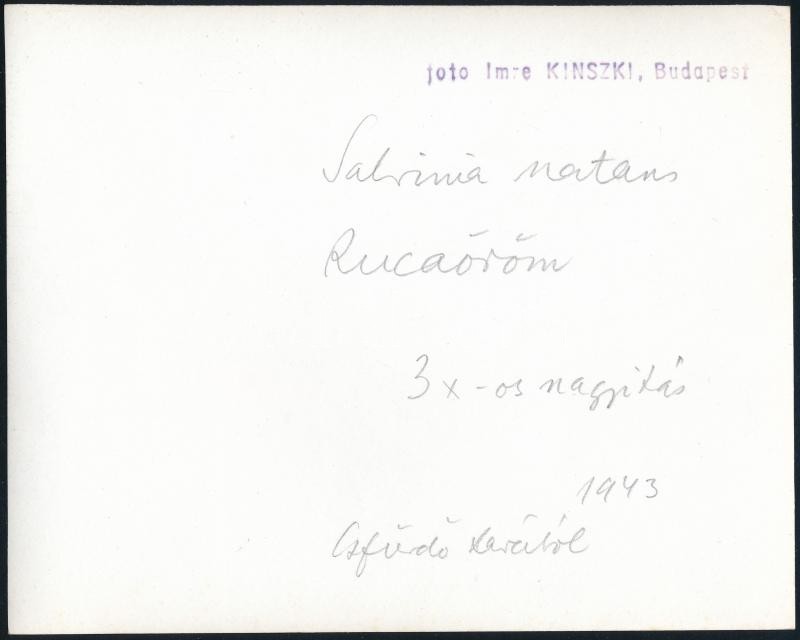 foto Imre KINSZKI, Budapest
Salvinia natans
Rucaöröm
3x-os nagyitás
1943
Csfürdő tavából